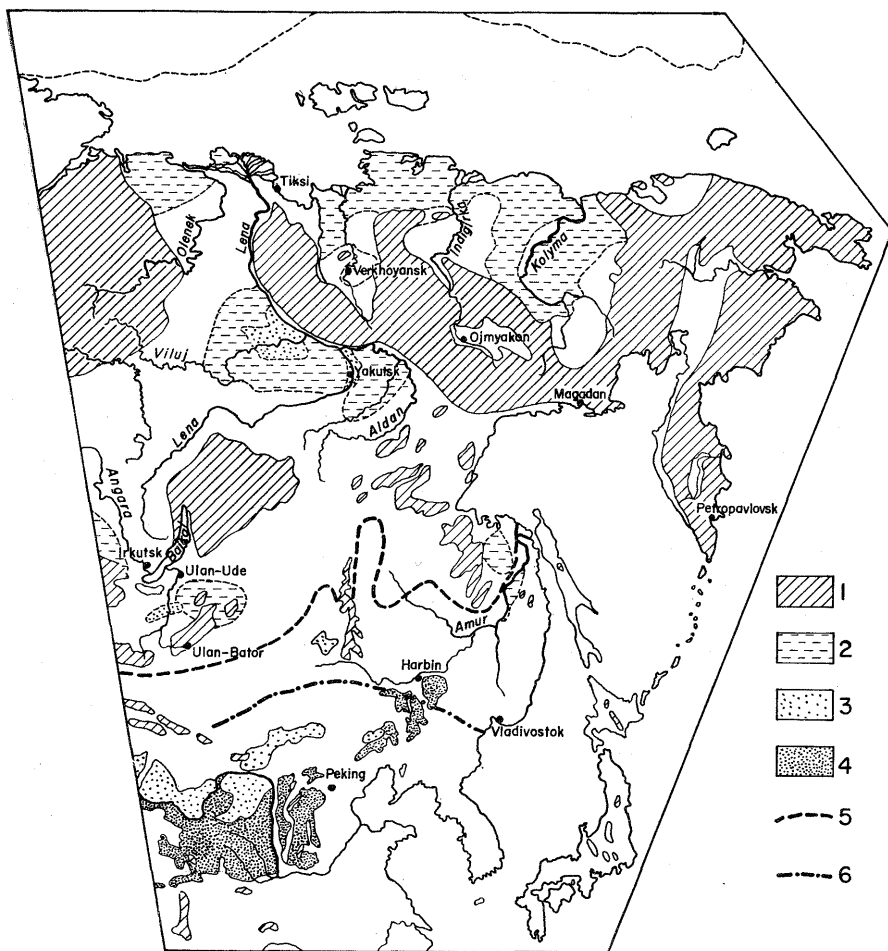 Tiksi
Olenek
Lena
Indigirka
Kolyma
Verkhoyansk
Ojmyakon
Viluj
Yakutsk
Magadan
Lena
Aldan
Angara
Petropavlovsk
Baikal
Irkutsk
Ulan-Ude
1
Amur
Ulan-Bator
2
Harbin
3
Vladivostok
4
Peking
5
6